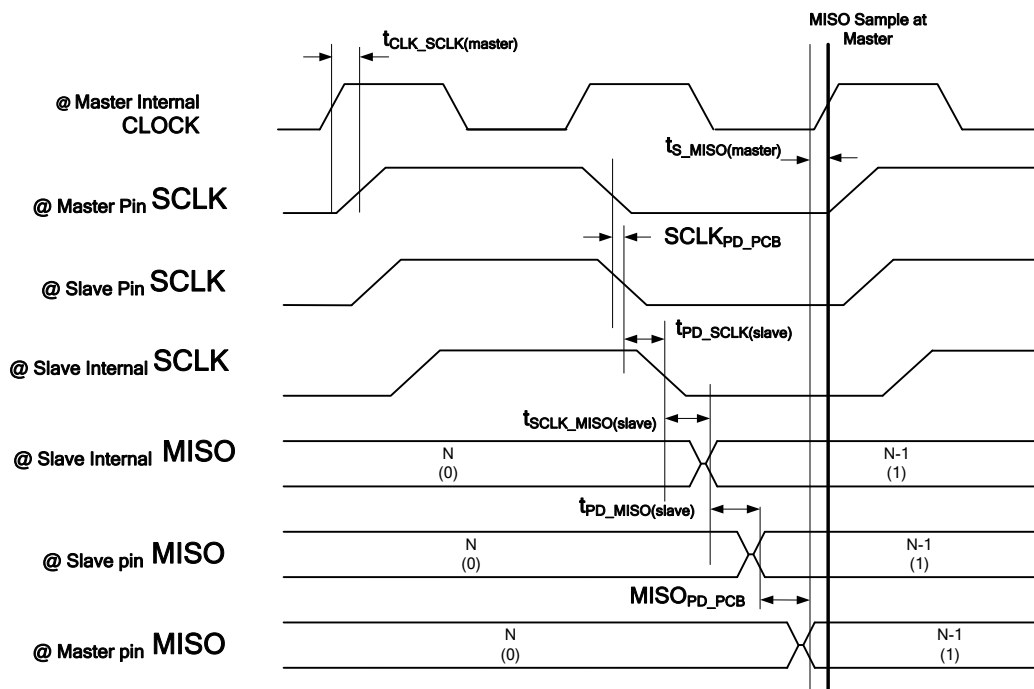 MISO Sample at
Master
tCLK_SCLK(master)
@ Master Internal
CLOCK
tS_MISO(master)
@ Master Pin SCLK
SCLKPD_PCB
@ Slave Pin SCLK
tPD_SCLK(slave)
@ Slave Internal SCLK
tSCLK_MISO(slave)
@ Slave Internal MISO
N
(0)
N-1
(1)
tPD_MISO(slave)
@ Slave pin MISO
N
(0)
N-1
(1)
MISOPD_PCB
@ Master pin MISO
N
(0)
N-1
(1)